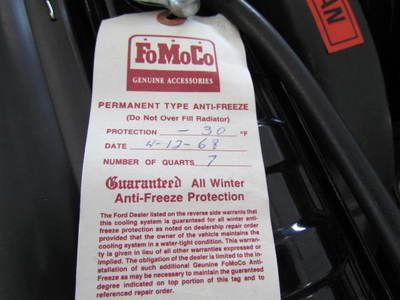 FoMoCo
GENUINE ACCESSORIES
PERMANENT TYPE ANTI-FREEZE
(Do Not Over Fill Radiator)
PROTECTION - 30 °F
DATE 4-12-68
NUMBER OF QUARTS 7
Guaranteed All Winter
Anti-Freeze Protection
The Ford Dealer listed on the reverse side warrants that
this cooling system is guaranteed for all winter anti-
freeze protection as noted on dealership repair order
provided that the owner of the vehicle maintains the
cooling system in a water-tight condition. This warran-
ty is given in lieu of all other warranties expressed or
implied. The obligation of the dealer is limited to the in-
stallation of such additional Geunine FoMoCo Anti-
Freeze as may be necessary to maintain the guaranteed
degree indicated on top portion of this tag and to
referenced repair order.